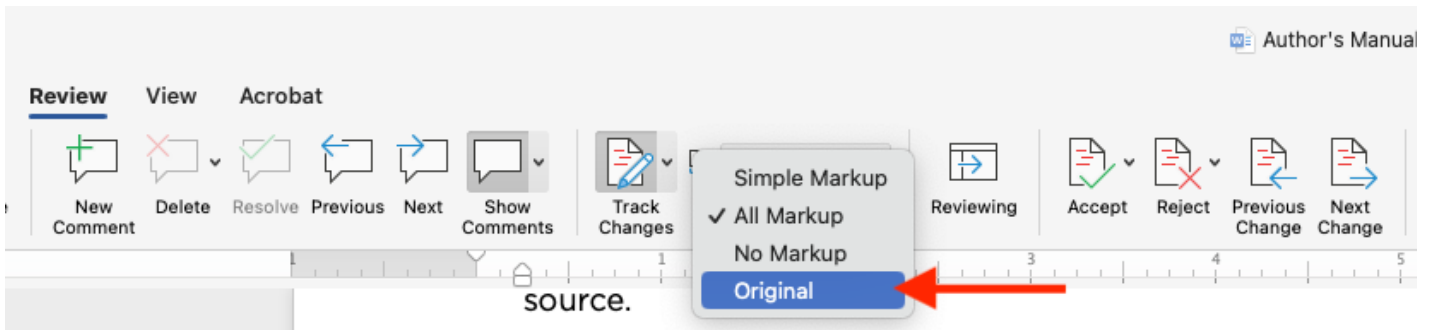 Author's Manual
Review View Acrobat
New Comment
Delete
Resolve
Previous
Next
Show Comments
Track Changes
Simple Markup
✓ All Markup
No Markup
Original
Reviewing
Accept
Reject
Previous Change
Next Change
1 1 3 4 5
source.